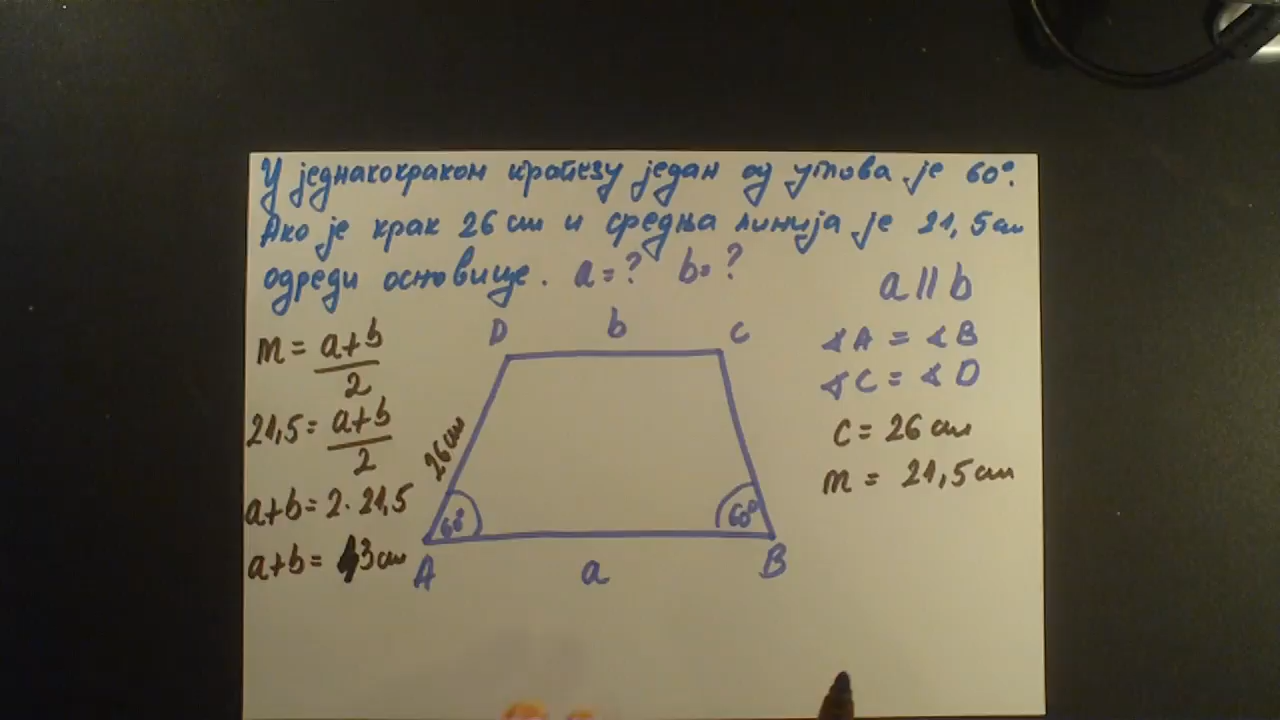 У једнакокраком трапезу један од углова је 60°.
Ако је крак 26 cm и средња линија је 21,5 cm
одреди основице. a = ? b = ?
a || b
m = a+b / 2
21,5 = a+b / 2
a+b = 2 · 21,5
a+b = 43 cm
D b C
26 cm
60° 60°
A a B
∢A = ∢B
∢C = ∢D
c = 26 cm
m = 21,5 cm